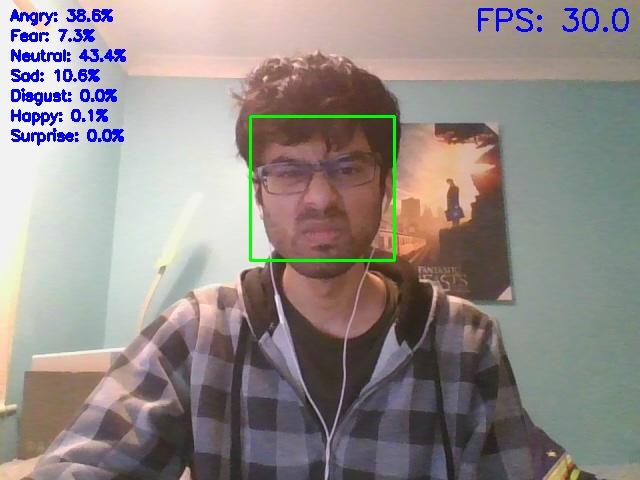 Angry: 38.6%
Fear: 7.3%
Neutral: 43.4%
Sad: 10.6%
Disgust: 0.0%
Happy: 0.1%
Surprise: 0.0%
FPS: 30.0
FANTASTIC
BEASTS